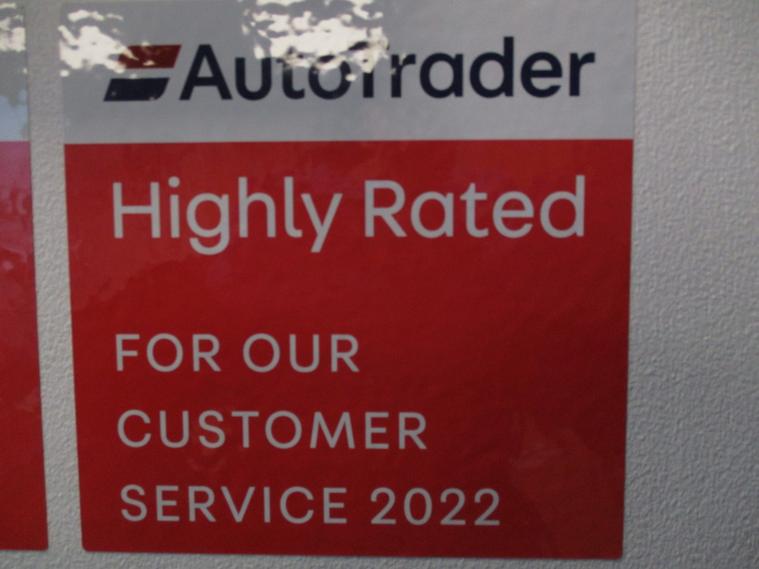 AutoTrader
Highly Rated
FOR OUR
CUSTOMER
SERVICE 2022